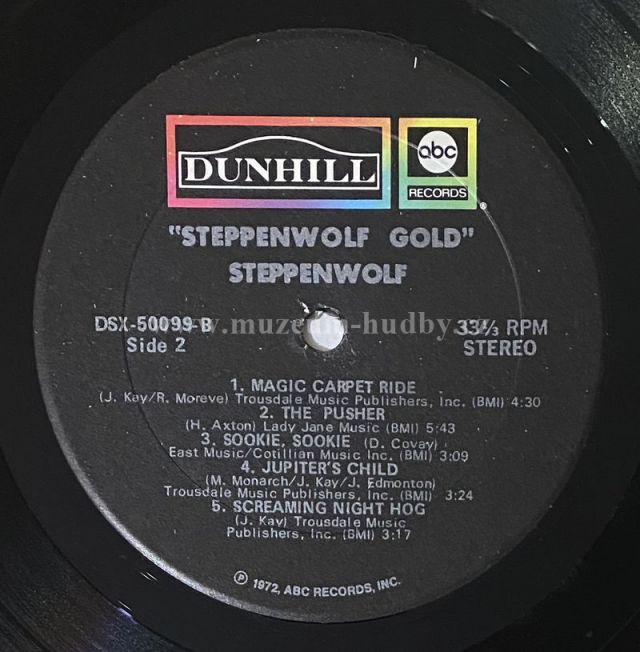 DUNHILL
abc
RECORDS
®
"STEPPENWOLF GOLD"
STEPPENWOLF
DSX-50099-B
Side 2
33⅓ RPM
STEREO
www.muzeum-hudby.cz
1. MAGIC CARPET RIDE
(J. Kay/R. Moreve) Trousdale Music Publishers, Inc. (BMI) 4:30
2. THE PUSHER
(H. Axton) Lady Jane Music (BMI) 5:43
3. SOOKIE, SOOKIE (D. Covay)
East Music/Cotillian Music Inc. (BMI) 3:09
4. JUPITER'S CHILD
(M. Monarch/J. Kay/J. Edmonton)
Trousdale Music Publishers, Inc. (BMI) 3:24
5. SCREAMING NIGHT HOG
(J. Kay) Trousdale Music
Publishers, Inc. (BMI) 3:17
℗ 1972, ABC RECORDS, INC.